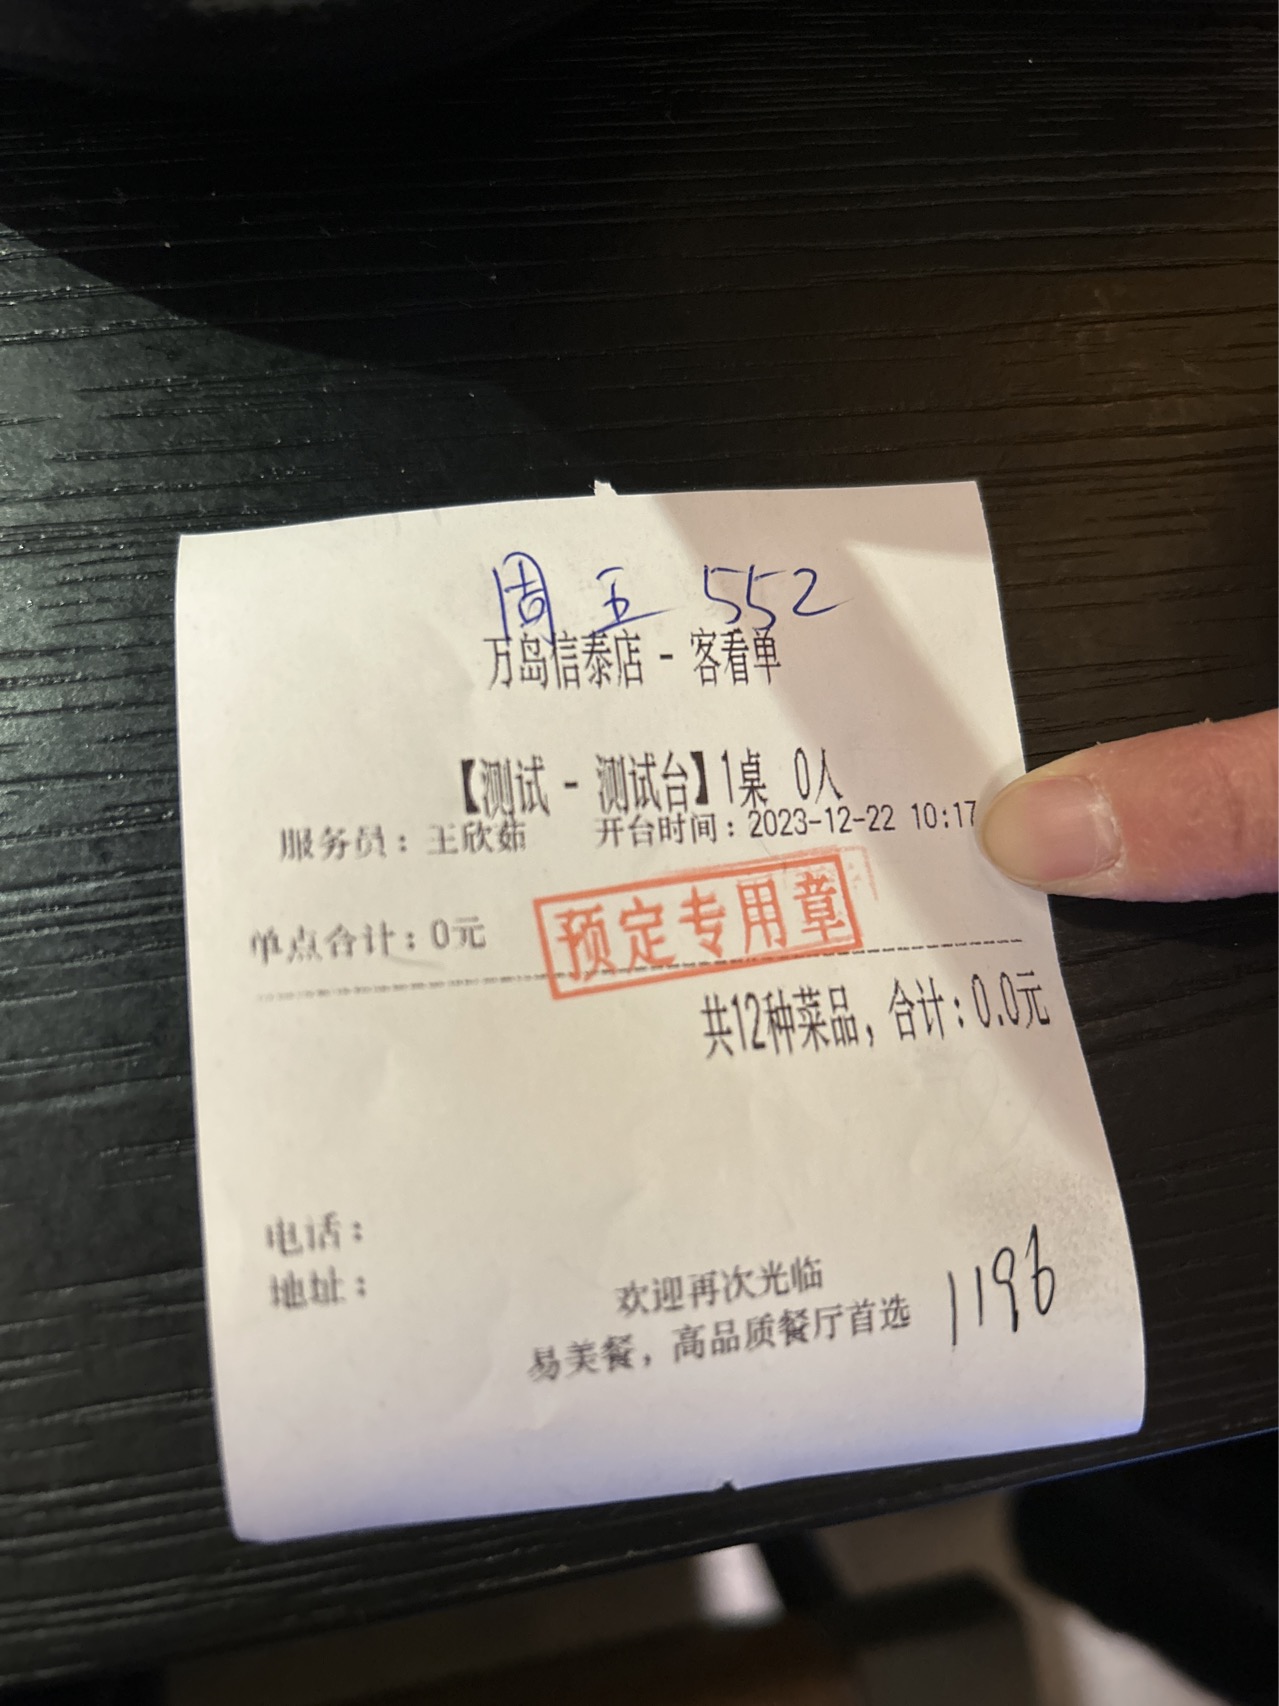 周五 552
万岛信泰店 - 客看单
【测试 - 测试台】1桌 0人
服务员：王欣茹 开台时间：2023-12-22 10:17
单点合计：0元
预定专用章
共12种菜品，合计：0.0元
电话：
地址：
欢迎再次光临
易美餐，高品质餐厅首选
1196